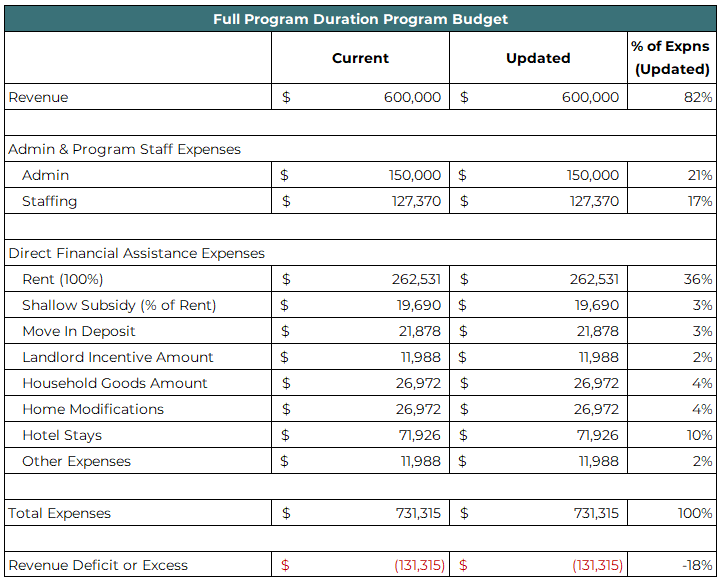 Full Program Duration Program Budget
Current Updated % of Expns (Updated)
Revenue $ 600,000 $ 600,000 82%
Admin & Program Staff Expenses
Admin $ 150,000 $ 150,000 21%
Staffing $ 127,370 $ 127,370 17%
Direct Financial Assistance Expenses
Rent (100%) $ 262,531 $ 262,531 36%
Shallow Subsidy (% of Rent) $ 19,690 $ 19,690 3%
Move In Deposit $ 21,878 $ 21,878 3%
Landlord Incentive Amount $ 11,988 $ 11,988 2%
Household Goods Amount $ 26,972 $ 26,972 4%
Home Modifications $ 26,972 $ 26,972 4%
Hotel Stays $ 71,926 $ 71,926 10%
Other Expenses $ 11,988 $ 11,988 2%
Total Expenses $ 731,315 $ 731,315 100%
Revenue Deficit or Excess $ (131,315) $ (131,315) -18%